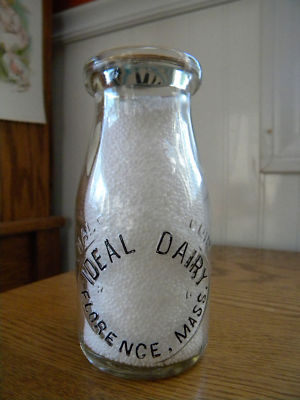 IDEAL DAIRY
FLORENCE, MASS